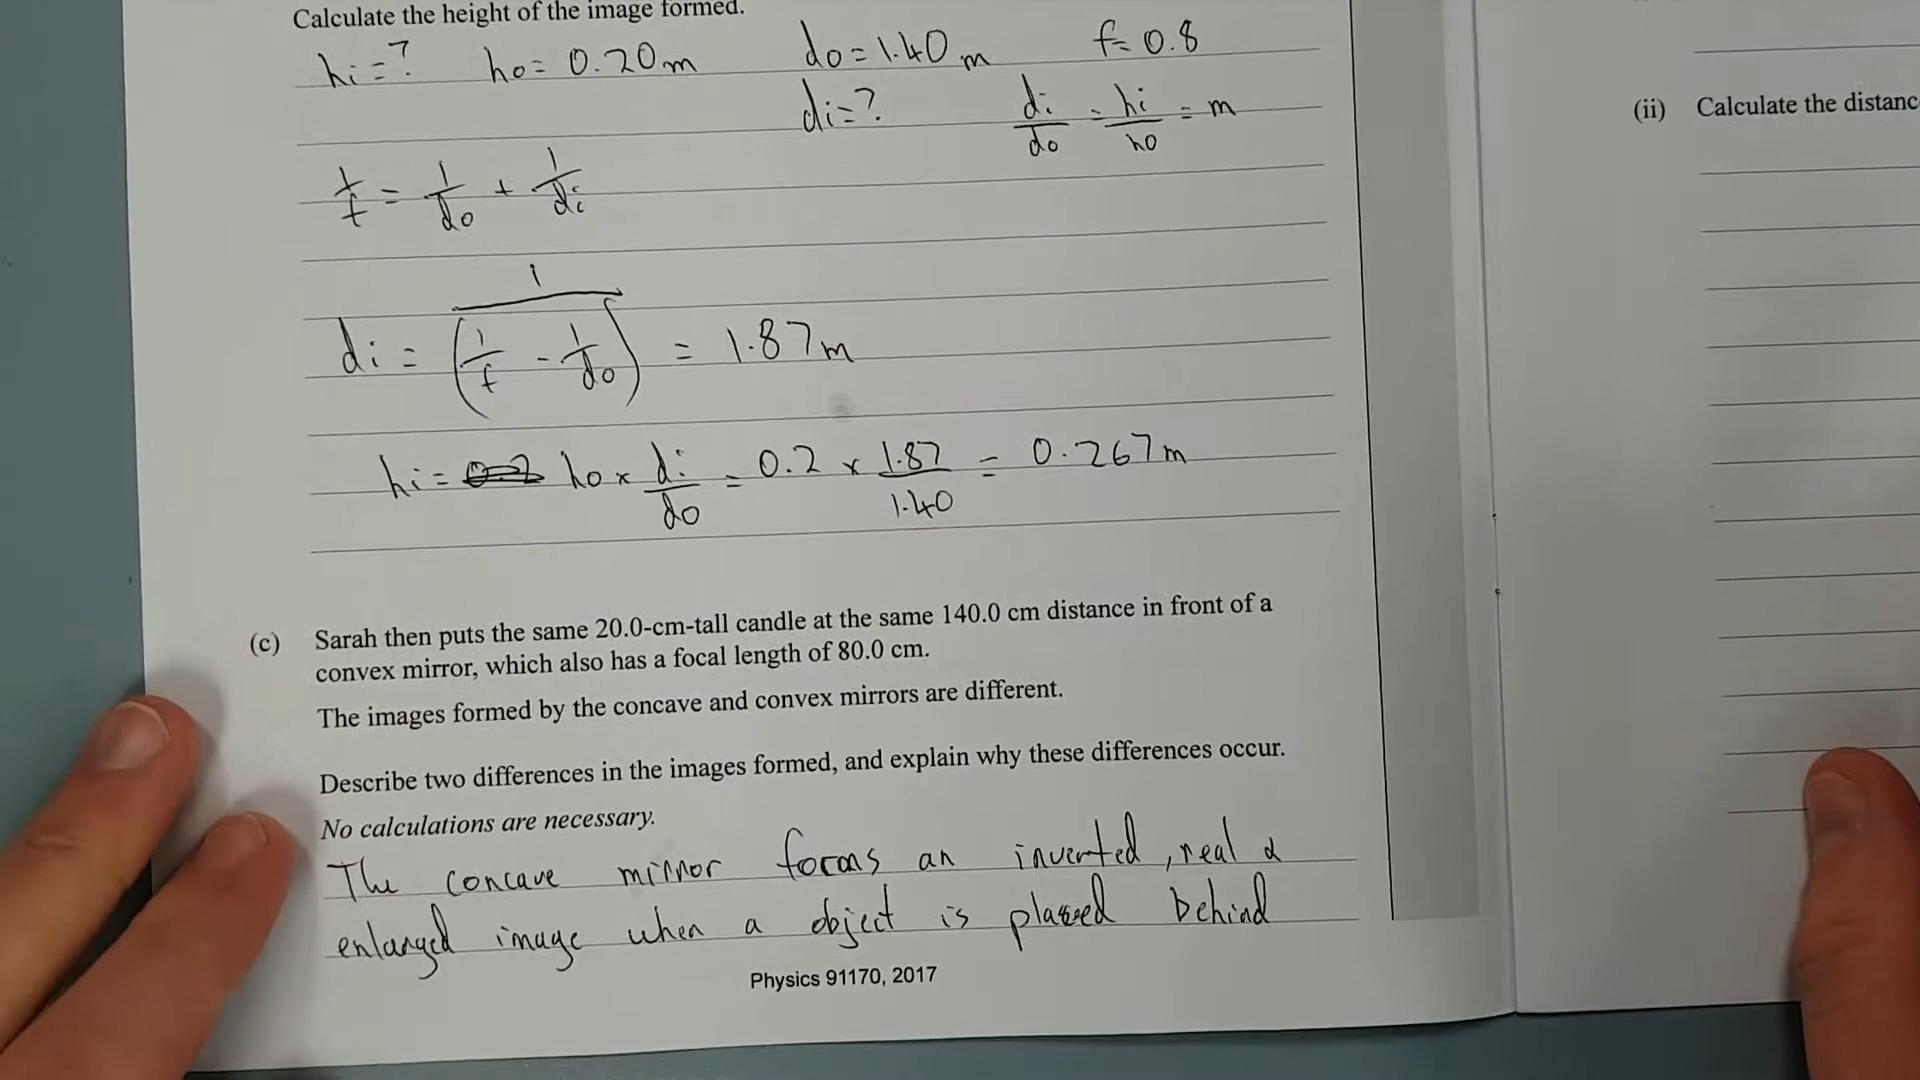 Calculate the height of the image formed.
hi=? ho= 0.20m do=1.40m f= 0.8
di=? di/do = hi/ho = m
1/f = 1/do + 1/di
di = 1/(1/f - 1/do) = 1.87m
hi= ho x di/do = 0.2 x 1.87/1.40 = 0.267m
(c) Sarah then puts the same 20.0-cm-tall candle at the same 140.0 cm distance in front of a
convex mirror, which also has a focal length of 80.0 cm.
The images formed by the concave and convex mirrors are different.
Describe two differences in the images formed, and explain why these differences occur.
No calculations are necessary.
The concave mirror forms an inverted, real &
enlarged image when a object is placed behind
Physics 91170, 2017
(ii) Calculate the distanc